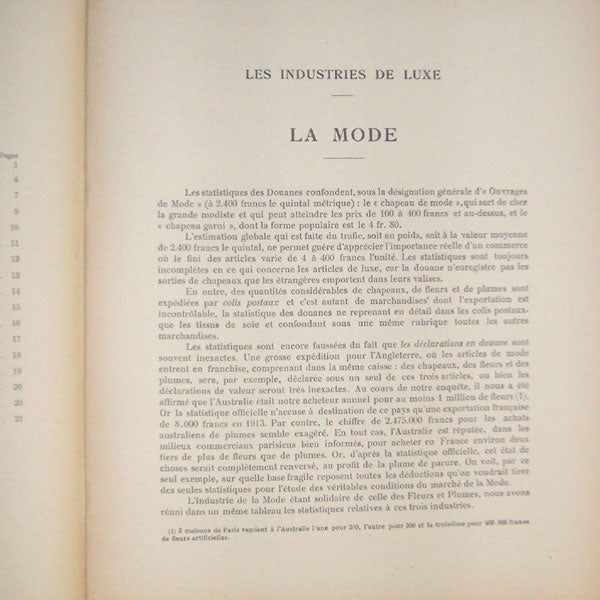 Pages
1
4
7
9
10
11
13
13
14
15
16
17
18
19
20
20
21
LES INDUSTRIES DE LUXE
LA MODE
Les statistiques des Douanes confondent, sous la désignation générale d'« Ouvrages
de Mode » (à 2.400 francs le quintal métrique) : le « chapeau de mode », qui sort de chez
la grande modiste et qui peut atteindre les prix de 100 à 400 francs et au-dessus, et le
« chapeau garni », dont la forme populaire est le 4 fr. 80.
L'estimation globale qui est faite du trafic, soit au poids, soit à la valeur moyenne
de 2.400 francs le quintal, ne permet guère d'apprécier l'importance réelle d'un commerce
où le fini des articles varie de 4 à 400 francs l'unité. Les statistiques sont toujours
incomplètes en ce qui concerne les articles de luxe, car la douane n'enregistre pas les
sorties de chapeaux que les étrangères emportent dans leurs valises.
En outre, des quantités considérables de chapeaux, de fleurs et de plumes sont
expédiées par colis postaux et c'est autant de marchandises dont l'exportation est
incontrôlable, la statistique des douanes ne reprenant en détail dans les colis postaux
que les tissus de soie et confondant sous une même rubrique toutes les autres
marchandises.
Les statistiques sont encore faussées du fait que les déclarations en douane sont
souvent inexactes. Une grosse expédition pour l'Angleterre, où les articles de mode
entrent en franchise, comprenant dans la même caisse : des chapeaux, des fleurs et des
plumes, sera, par exemple, déclarée sous un seul de ces trois articles, ou bien les
déclarations de valeur seront très inexactes. Au cours de notre enquête, il nous a été
affirmé que l'Australie était notre acheteur annuel pour au moins 1 million de fleurs (1).
Or la statistique officielle n'accuse à destination de ce pays qu'une exportation française
de 8.000 francs en 1913. Par contre, le chiffre de 2.475.000 francs pour les achats
australiens de plumes semble exagéré. En tout cas, l'Australie est réputée, dans les
milieux commerciaux parisiens bien informés, pour acheter en France environ deux
tiers de plus de fleurs que de plumes. Or, d'après la statistique officielle, cet état de
choses serait complètement renversé, au profit de la plume de parure. On voit, par ce
seul exemple, sur quelle base fragile reposent toutes les déductions qu'on voudrait tirer
des seules statistiques pour l'étude des véritables conditions du marché de la Mode.
L'industrie de la Mode étant solidaire de celle des Fleurs et Plumes, nous avons
réuni dans un même tableau les statistiques relatives à ces trois industries.
(1) 3 maisons de Paris vendent à l'Australie l'une pour 200, l'autre pour 300 et la troisième pour 400.000 francs
de fleurs artificielles.